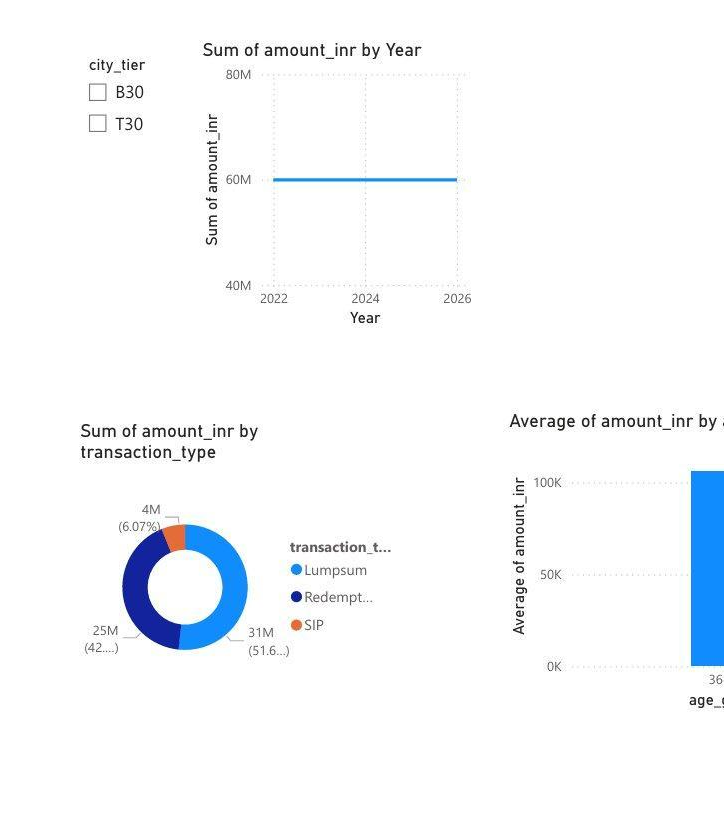 city_tier
B30
T30
Sum of amount_inr by Year
80M
60M
40M
Sum of amount_inr
2022 2024 2026
Year
Sum of amount_inr by
transaction_type
4M
(6.07%)
25M
(42....)
31M
(51.6...)
transaction_t...
Lumpsum
Redempt...
SIP
Average of amount_inr by
100K
50K
0K
Average of amount_inr
36
age_g